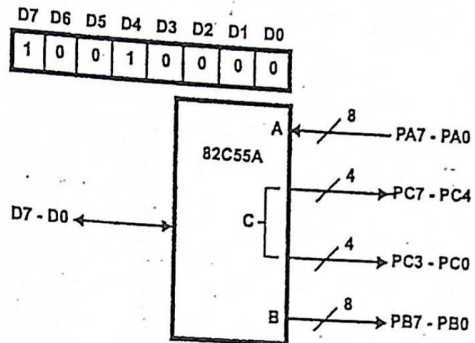 D7 D6 D5 D4 D3 D2 D1 D0
1 0 0 1 0 0 0 0
8
A
PA7 - PA0
82C55A
4
PC7 - PC4
D7 - D0
C
4
PC3 - PC0
8
B
PB7 - PB0